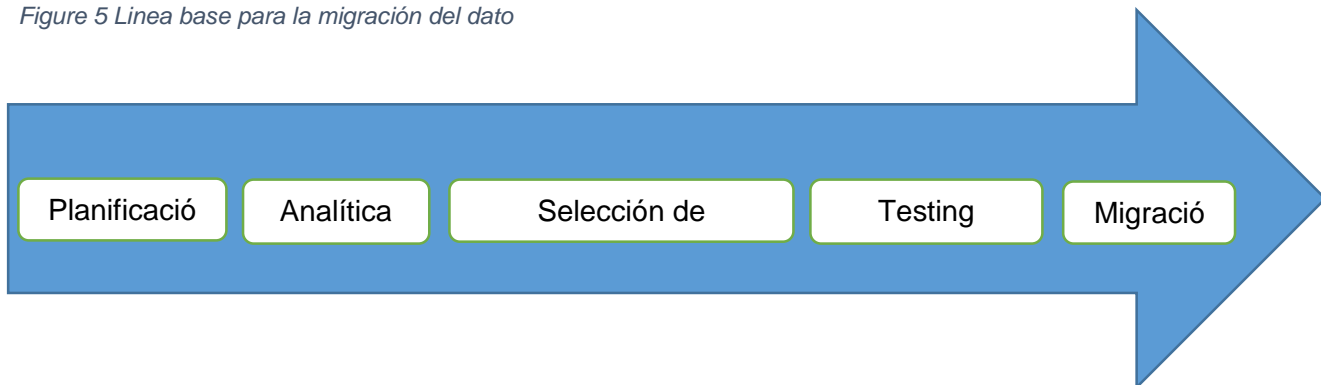 Figure 5 Linea base para la migración del dato
Planificació
Analítica
Selección de
Testing
Migració